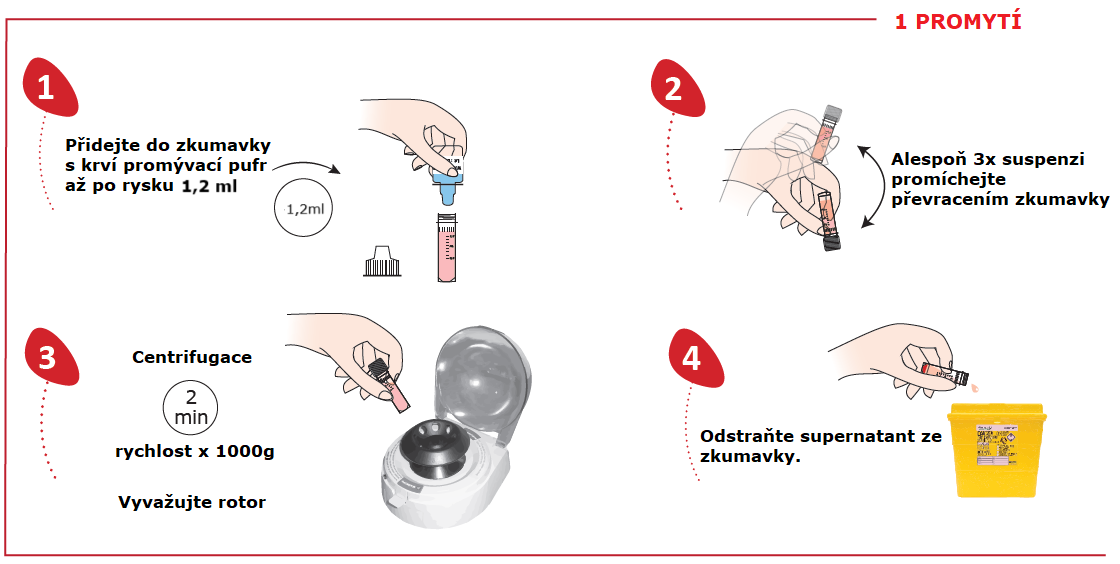 1 PROMYTÍ
1
Přidejte do zkumavky
s krví promývací pufr
až po rysku 1,2 ml
1,2ml
2
Alespoň 3x suspenzi
promíchejte
převracením zkumavky
3
Centrifugace
2
min
rychlost x 1000g
Vyvažujte rotor
4
Odstraňte supernatant ze
zkumavky.